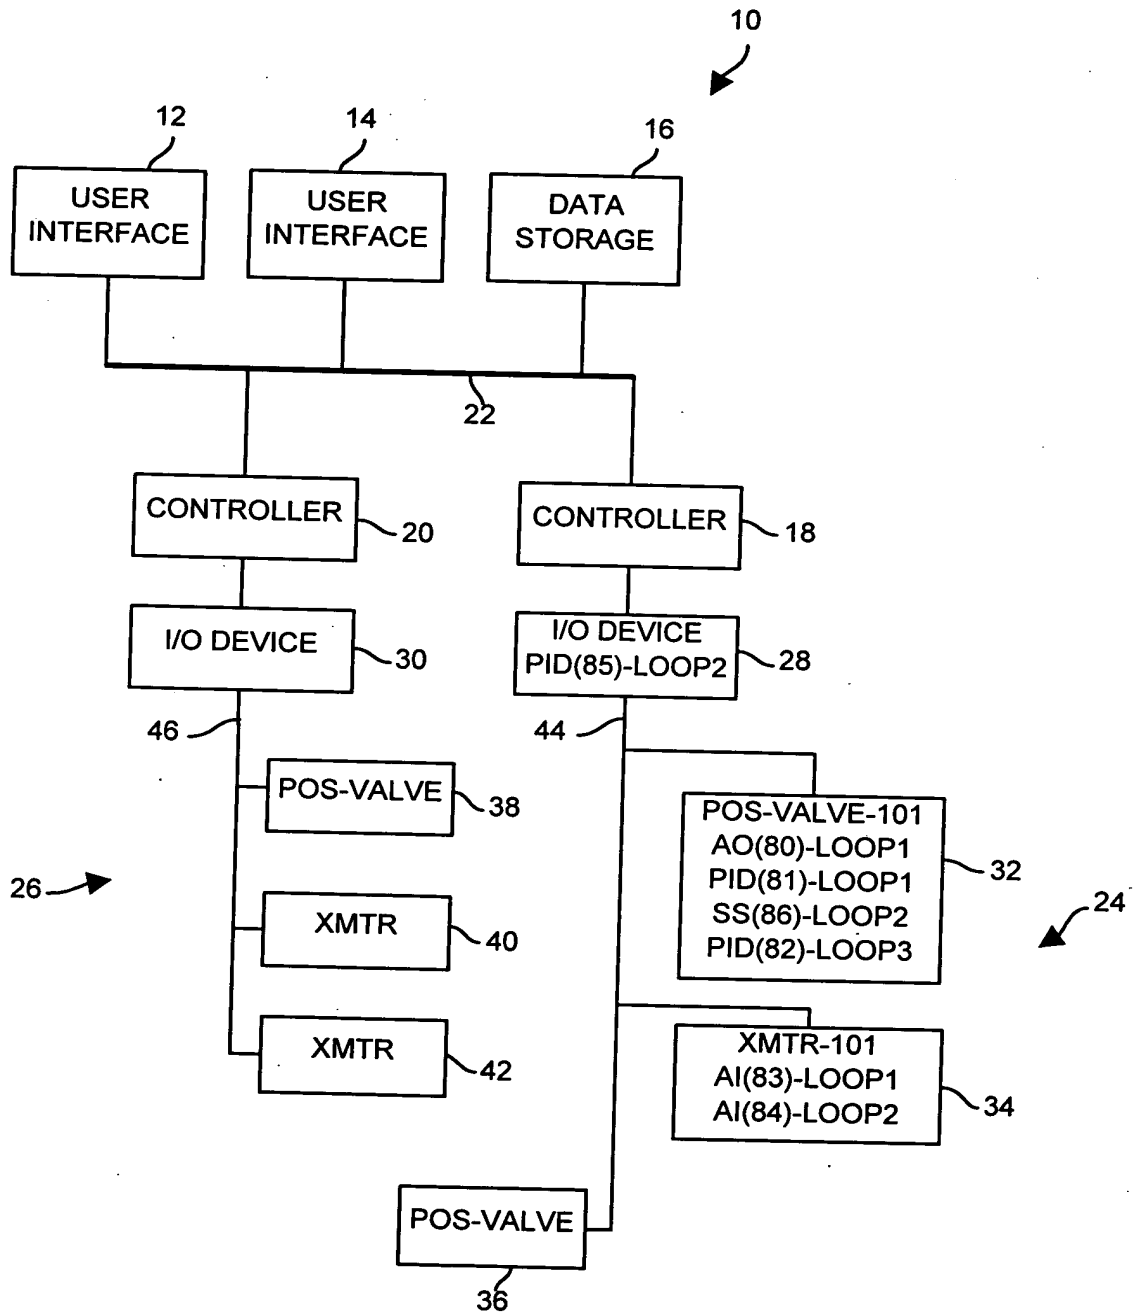 10
12
14
16
USER
INTERFACE
USER
INTERFACE
DATA
STORAGE
22
CONTROLLER
20
CONTROLLER
18
I/O DEVICE
30
I/O DEVICE
PID(85)-LOOP2
28
46
44
POS-VALVE
38
POS-VALVE-101
AO(80)-LOOP1
PID(81)-LOOP1
SS(86)-LOOP2
PID(82)-LOOP3
32
26
24
XMTR
40
XMTR
42
XMTR-101
AI(83)-LOOP1
AI(84)-LOOP2
34
POS-VALVE
36